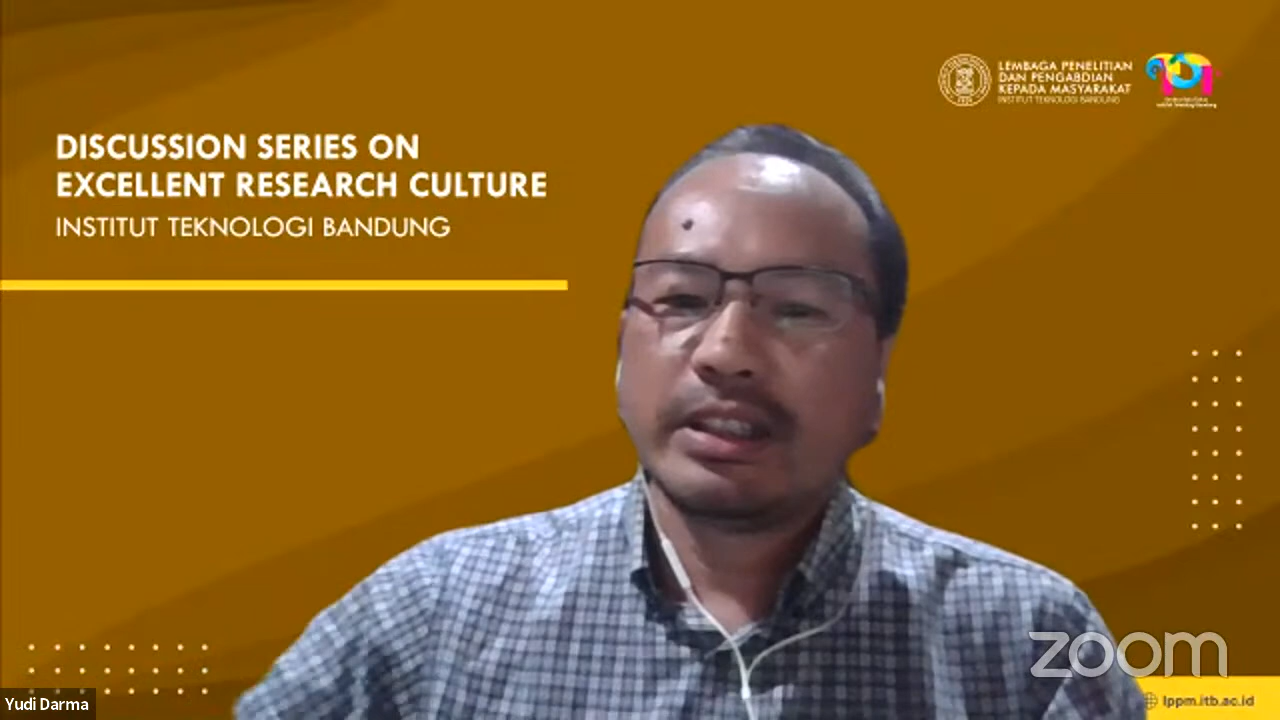 LEMBAGA PENELITIAN
DAN PENGABDIAN
KEPADA MASYARAKAT
INSTITUT TEKNOLOGI BANDUNG
DISCUSSION SERIES ON
EXCELLENT RESEARCH CULTURE
INSTITUT TEKNOLOGI BANDUNG
zoom
Yudi Darma
lppm.itb.ac.id